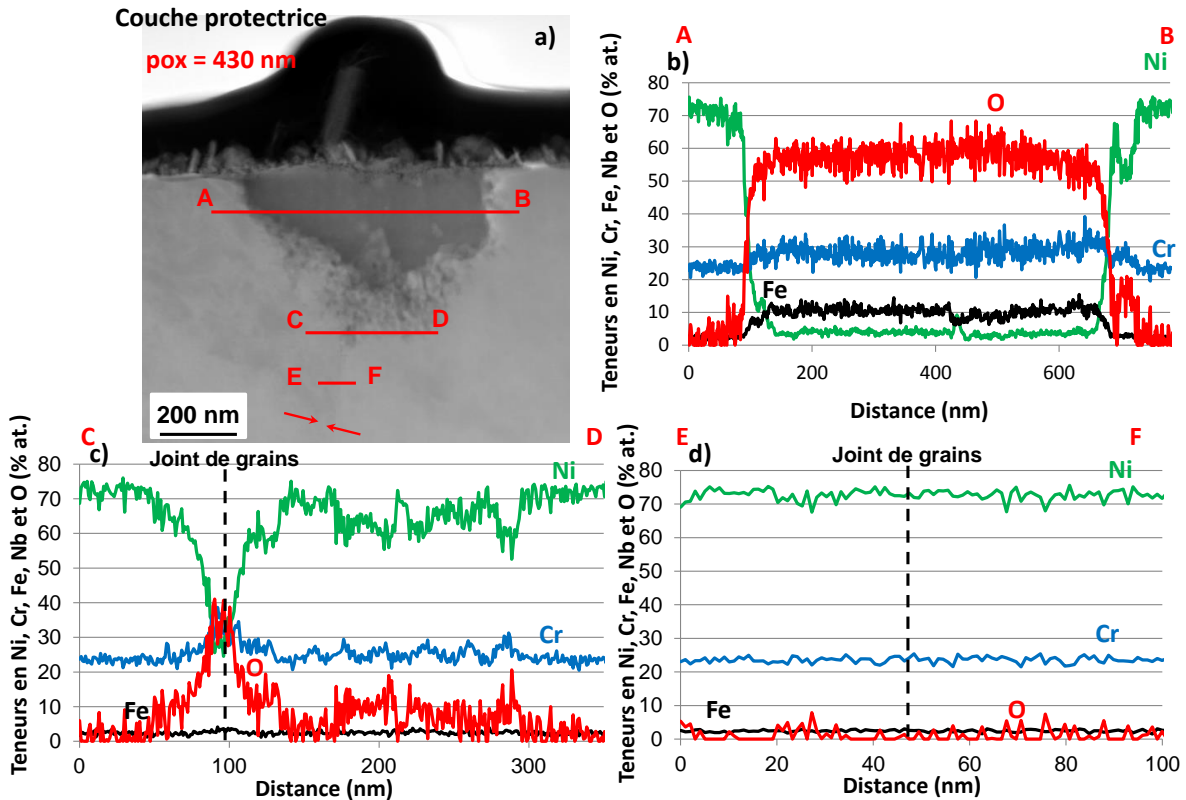 Couche protectrice
a)
pox = 430 nm
A
B
C
D
E
F
200 nm
A
B
b)
Ni
O
Cr
Fe
Teneurs en Ni, Cr, Fe, Nb et O (% at.)
80
70
60
50
40
30
20
10
0
0
200
400
600
Distance (nm)
C
D
c)
Joint de grains
Ni
Cr
O
Fe
Teneurs en Ni, Cr, Fe, Nb et O (% at.)
80
70
60
50
40
30
20
10
0
0
100
200
300
Distance (nm)
E
F
d)
Joint de grains
Ni
Cr
Fe
O
Teneurs en Ni, Cr, Fe, Nb et O (% at.)
80
70
60
50
40
30
20
10
0
0
20
40
60
80
100
Distance (nm)